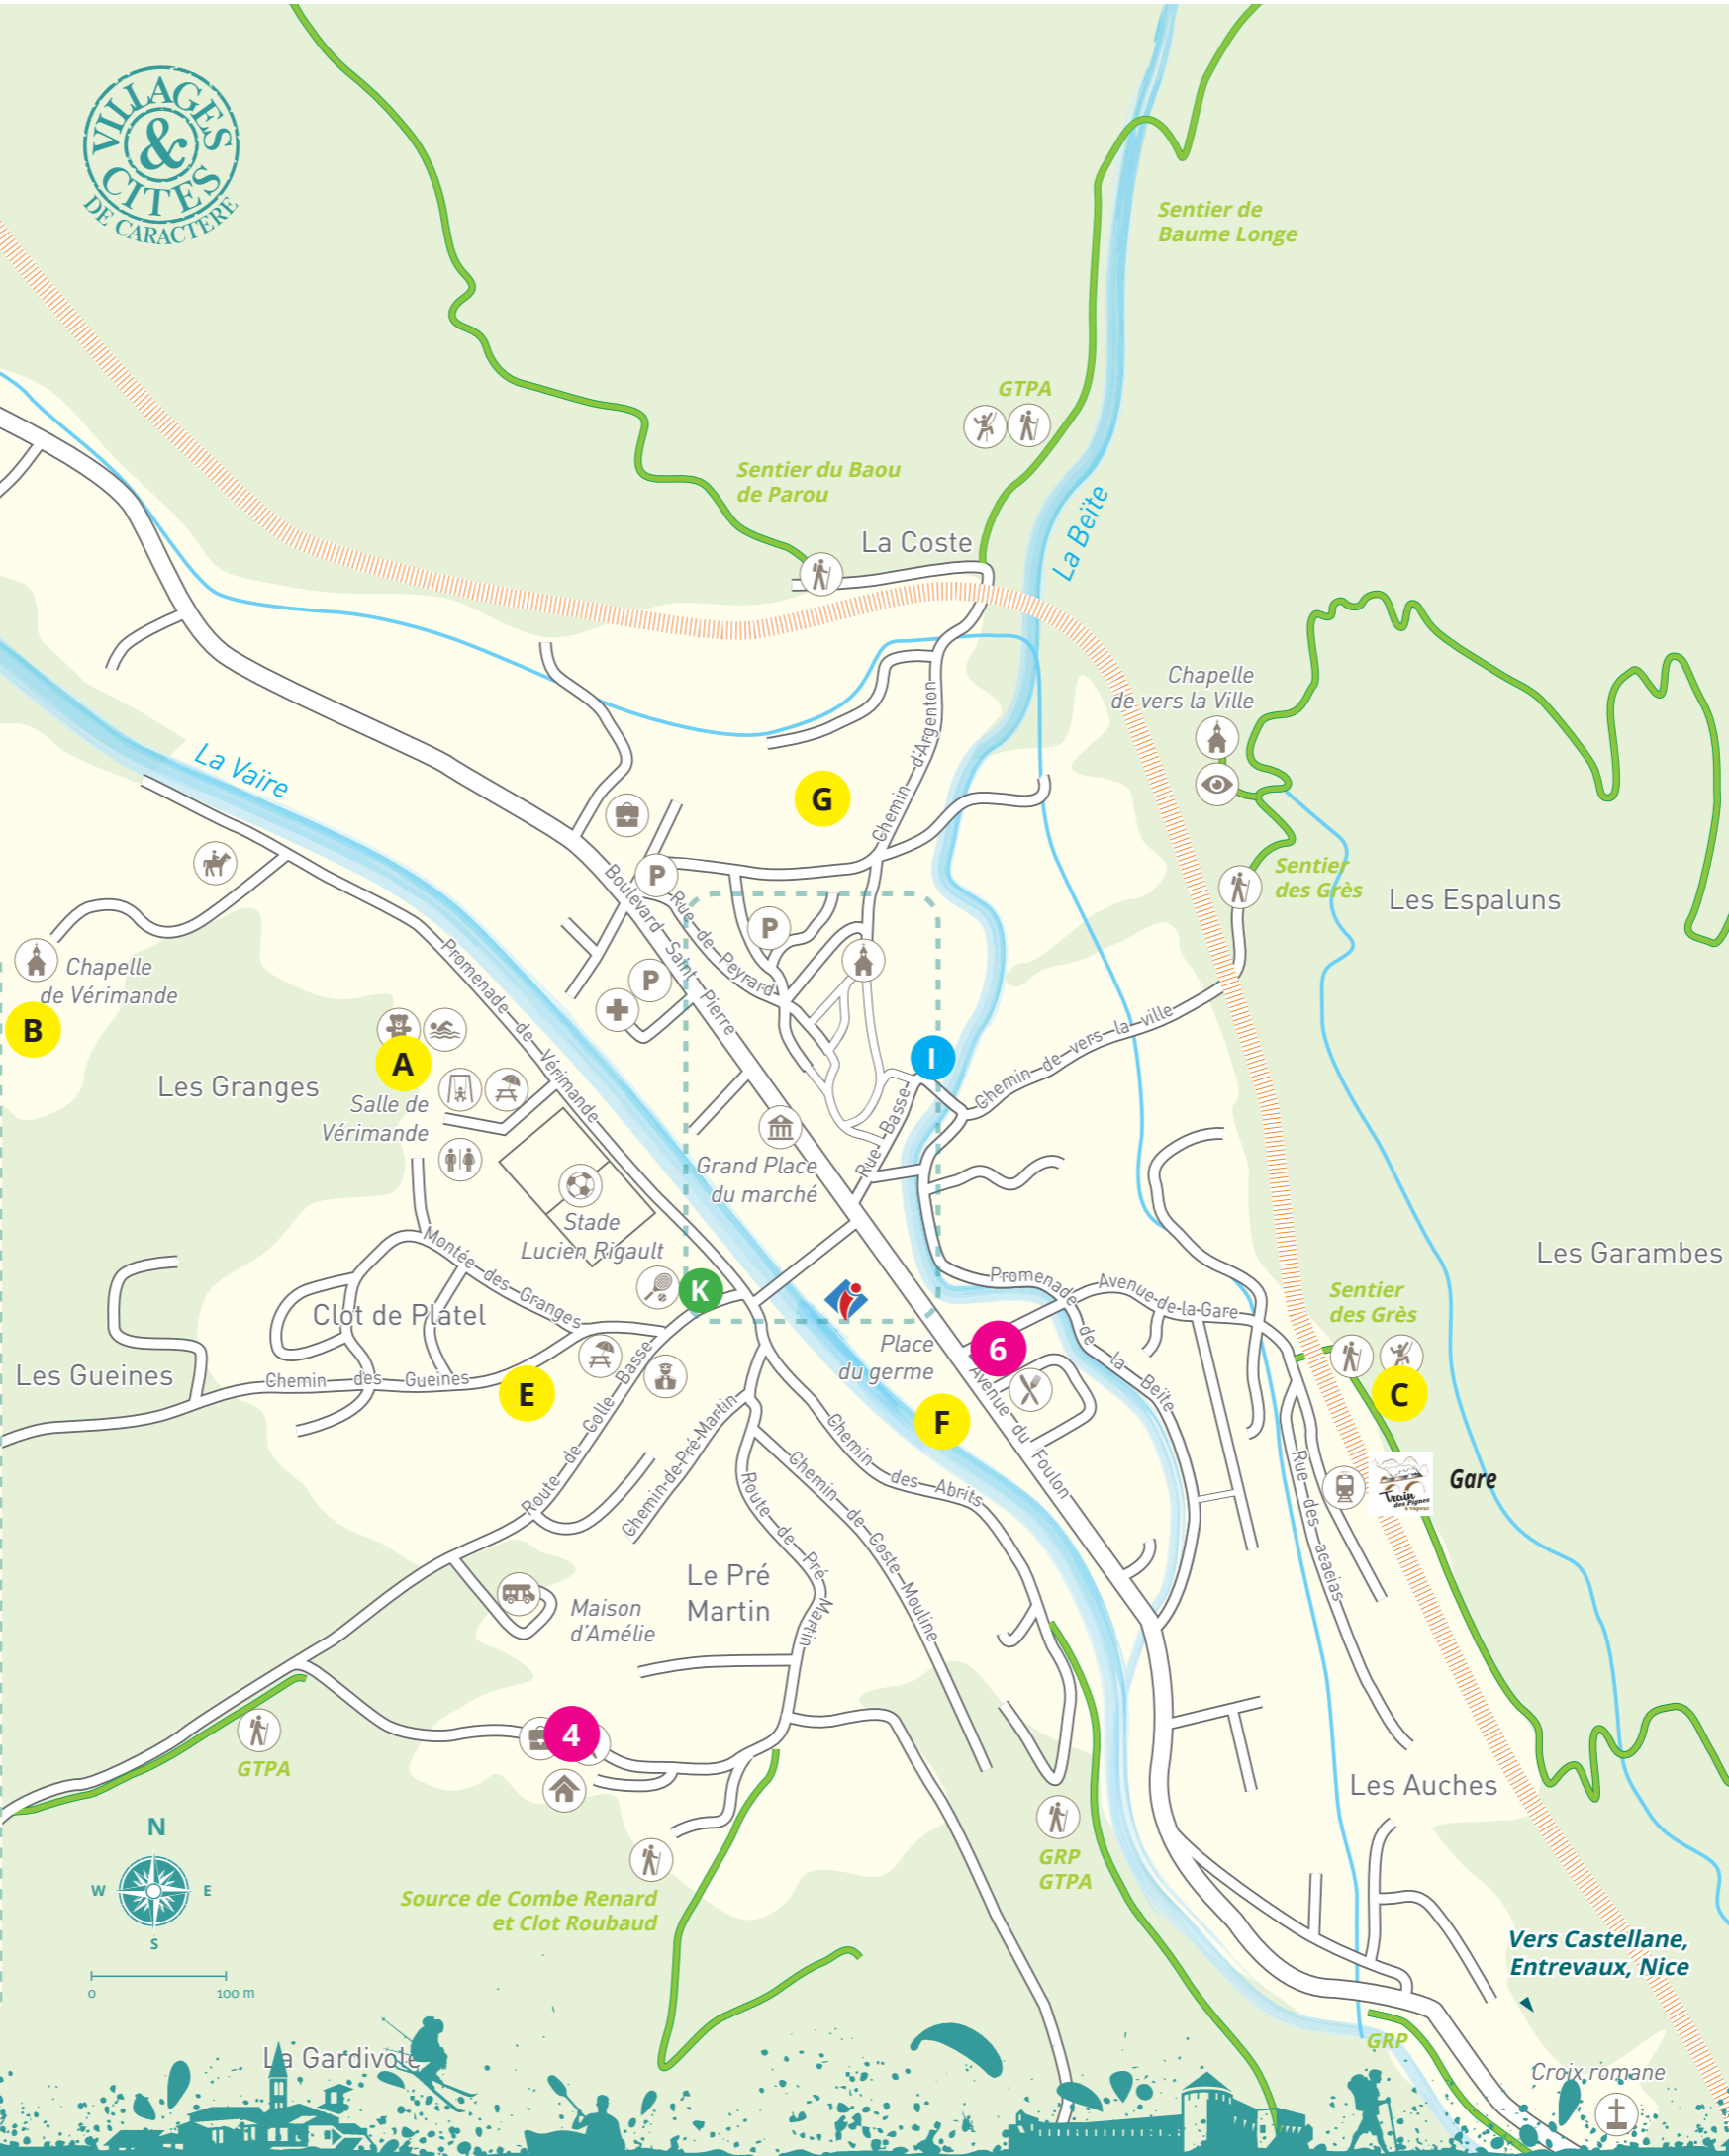 VILLAGES
&
CITES
DE CARACTERE
Sentier de
Baume Longe
GTPA
Sentier du Baou
de Parou
La Beïte
La Coste
Chapelle
de vers la Ville
La Vaïre
Chemin d'Argenton
G
Sentier
des Grès
Les Espaluns
P
Boulevard Saint Pierre
Rue de Peyrard
P
P
Chapelle
de Vérimande
B
Promenade de Vérimande
A
I
Chemin de vers la ville
Les Granges
Salle de
Vérimande
Rue Basse
Grand Place
du marché
Stade
Lucien Rigault
Les Garambes
Montée des Granges
K
Promenade de la Beïte
Avenue de la Gare
Sentier
des Grès
Clot de Platel
Place
du germe
6
Les Gueines
Chemin des Gueines
E
F
C
Route de Colle Basse
Chemin de Pré Martin
Avenue du Foulon
Chemin des Abrits
Route de Pré Martin
Chemin de Coste Mouline
Rue des acacias
Train
des Pignes
à vapeur
Gare
Le Pré
Martin
Maison
d'Amélie
4
GTPA
Les Auches
N
W
E
S
GRP
GTPA
Source de Combe Renard
et Clot Roubaud
Vers Castellane,
Entrevaux, Nice
0
100 m
GRP
La Gardivole
Croix romane